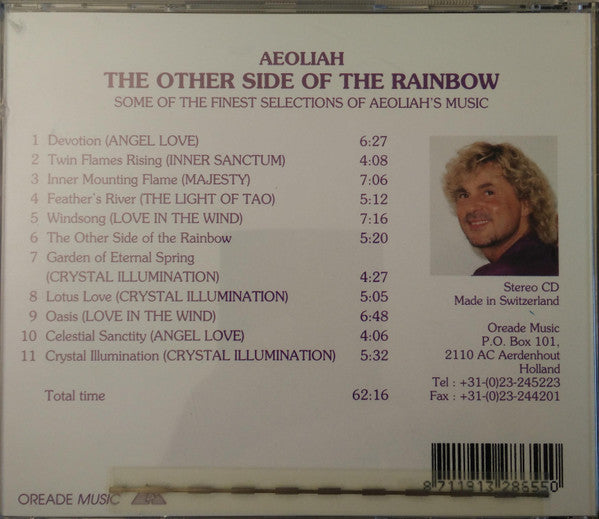 AEOLIAH
THE OTHER SIDE OF THE RAINBOW
SOME OF THE FINEST SELECTIONS OF AEOLIAH'S MUSIC
1 Devotion (ANGEL LOVE) 6:27
2 Twin Flames Rising (INNER SANCTUM) 4:08
3 Inner Mounting Flame (MAJESTY) 7:06
4 Feather's River (THE LIGHT OF TAO) 5:12
5 Windsong (LOVE IN THE WIND) 7:16
6 The Other Side of the Rainbow 5:20
7 Garden of Eternal Spring
(CRYSTAL ILLUMINATION) 4:27
8 Lotus Love (CRYSTAL ILLUMINATION) 5:05
9 Oasis (LOVE IN THE WIND) 6:48
10 Celestial Sanctity (ANGEL LOVE) 4:06
11 Crystal Illumination (CRYSTAL ILLUMINATION) 5:32
Total time 62:16
Stereo CD
Made in Switzerland
Oreade Music
P.O. Box 101,
2110 AC Aerdenhout
Holland
Tel : +31-(0)23-245223
Fax : +31-(0)23-244201
8 711913 286550
OREADE MUSIC